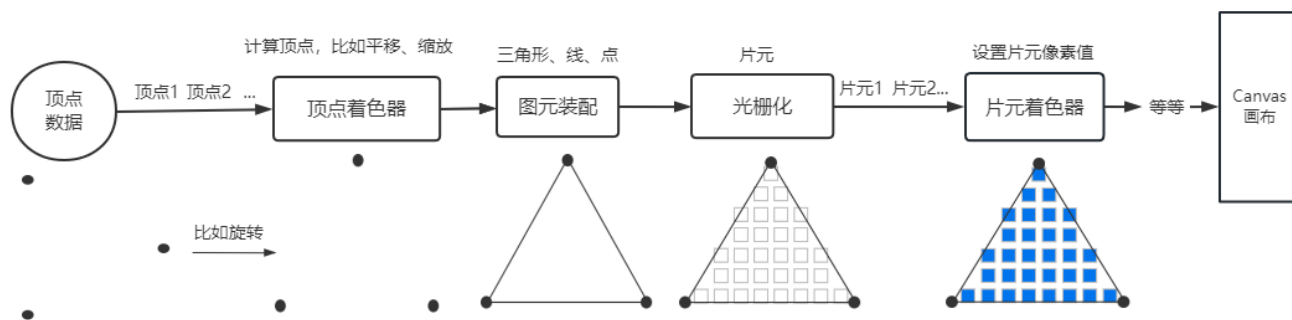 计算顶点，比如平移、缩放
三角形、线、点
片元
设置片元像素值
顶点
数据
顶点1 顶点2 ...
顶点着色器
图元装配
光栅化
片元1 片元2...
片元着色器
等等
Canvas
画布
比如旋转